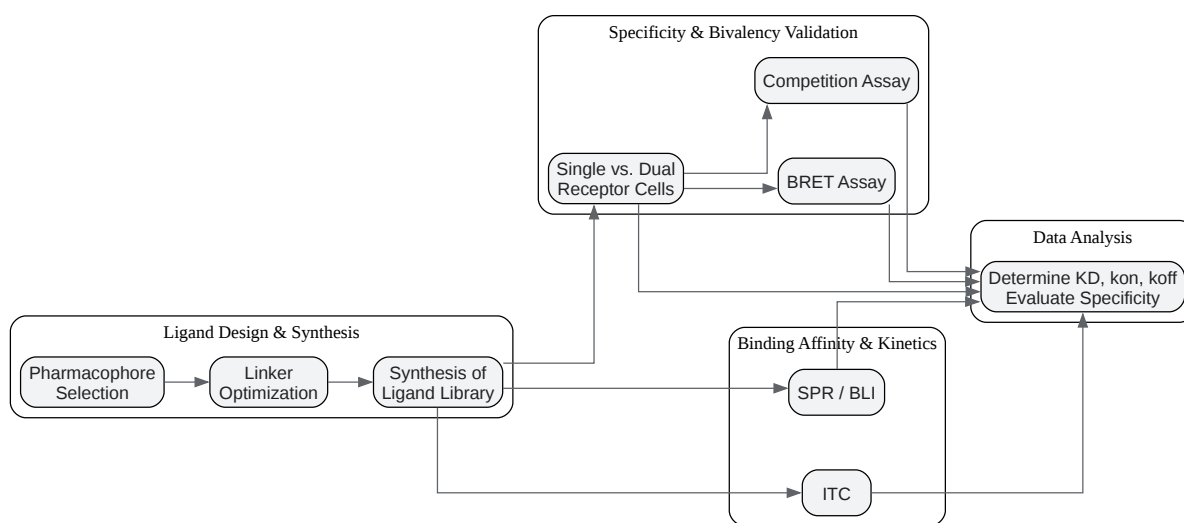 Specificity & Bivalency Validation
Competition Assay
Single vs. Dual
Receptor Cells
BRET Assay
Data Analysis
Determine KD, kon, koff
Evaluate Specificity
Ligand Design & Synthesis
Pharmacophore
Selection
Linker
Optimization
Synthesis of
Ligand Library
Binding Affinity & Kinetics
SPR / BLI
ITC